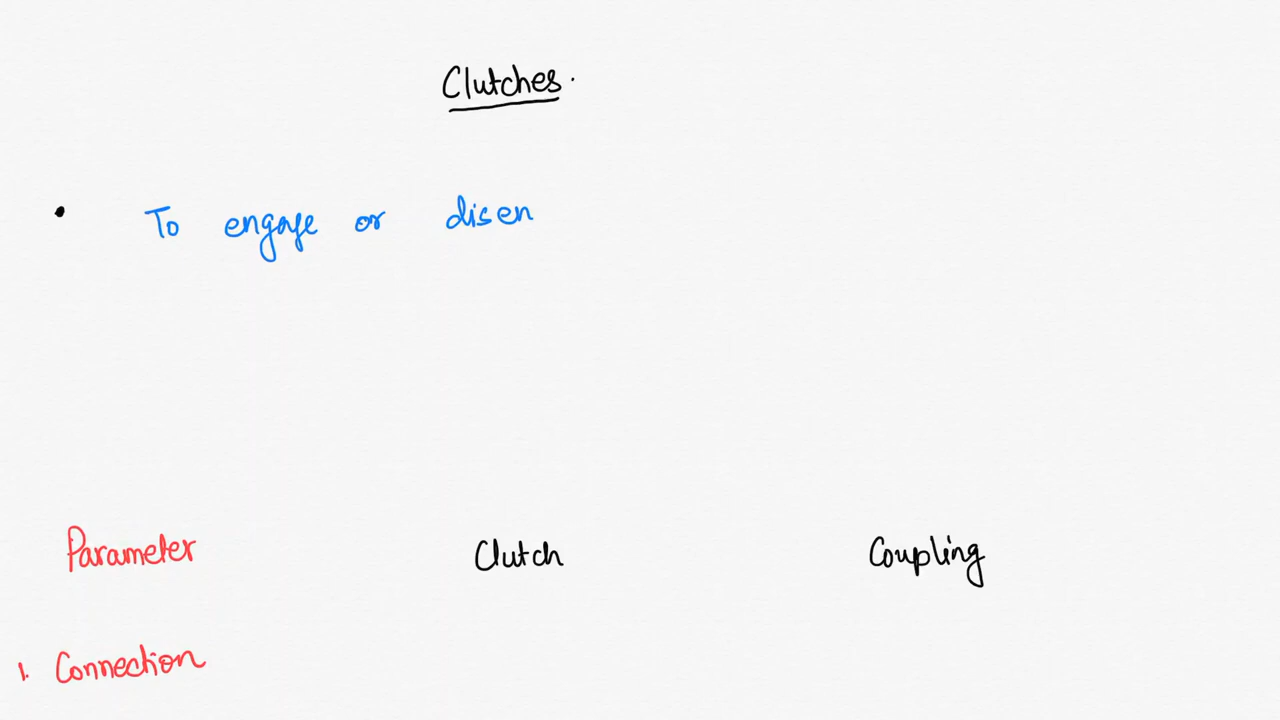 Clutches.
• To engage or disen
Parameter Clutch Coupling
1. Connection